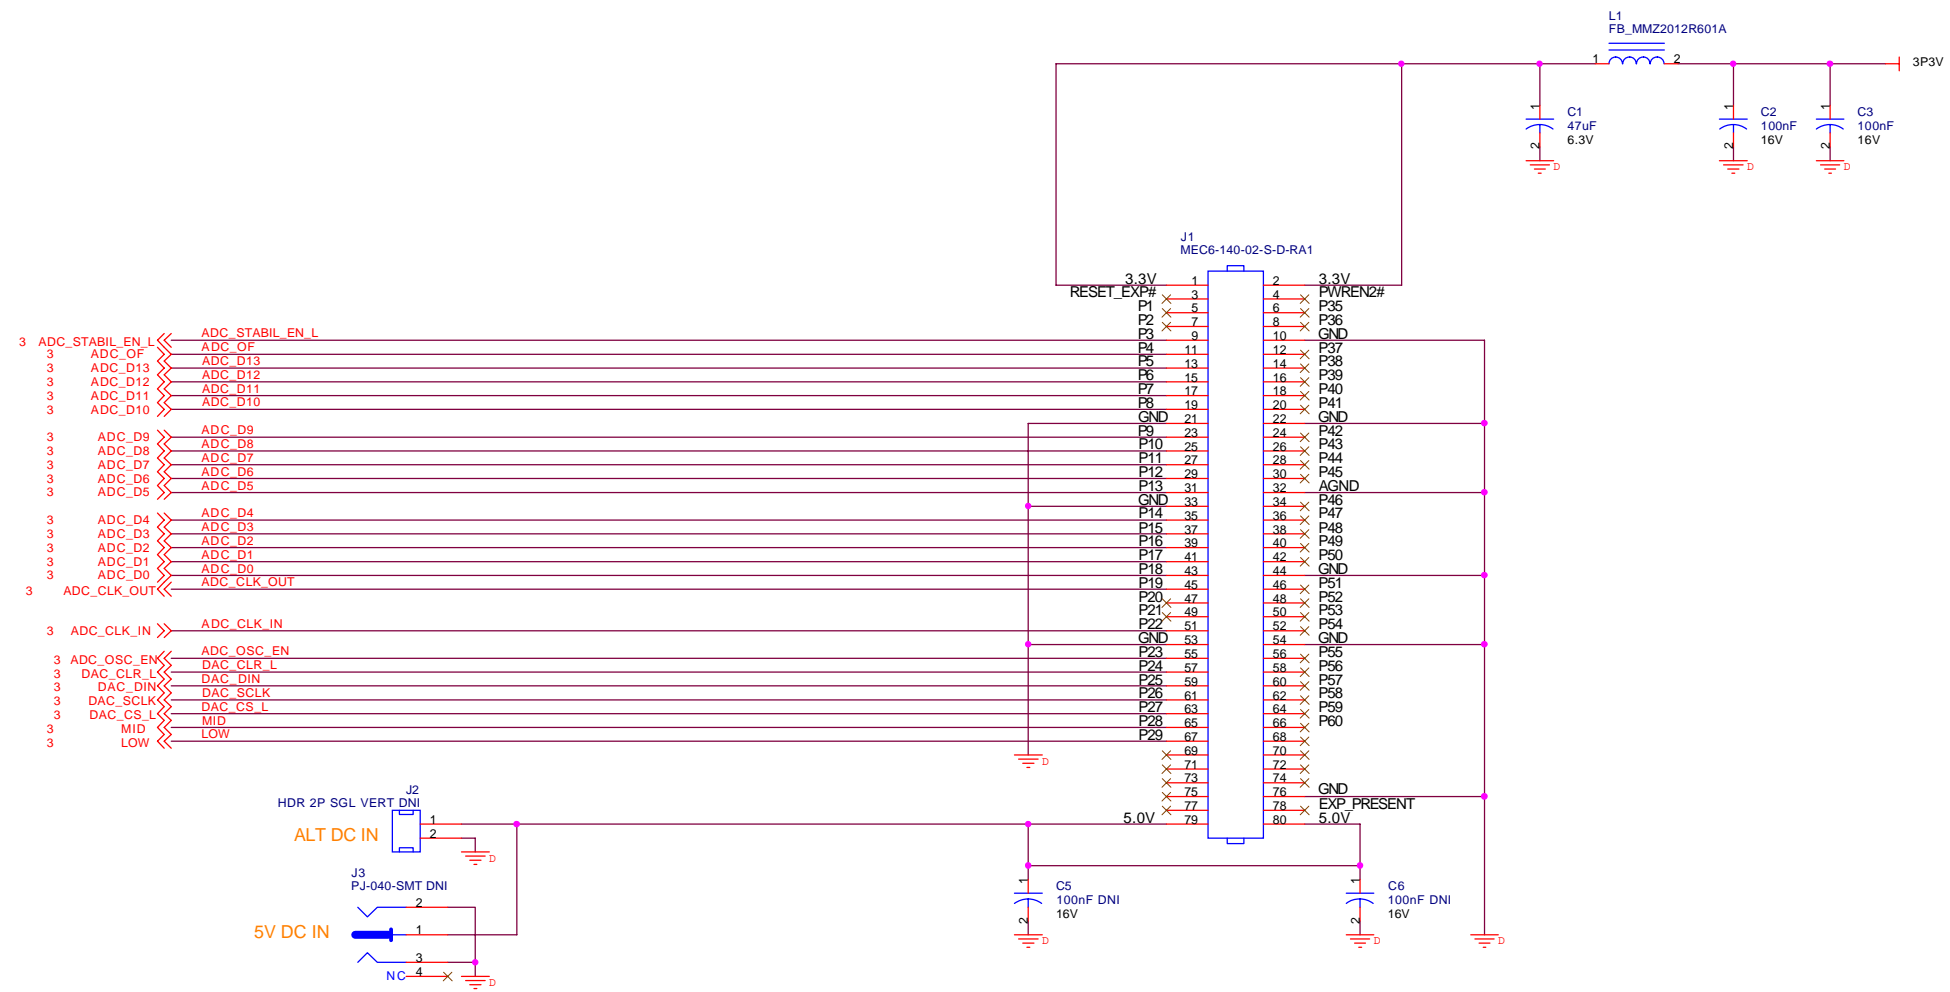 L1
FB_MMZ2012R601A
1 2
3P3V
1 C1 47uF 6.3V 2 D
1 C2 100nF 16V 2 D
1 C3 100nF 16V 2 D
J1
MEC6-140-02-S-D-RA1
3.3V 1 2 3.3V
RESET_EXP# 3 4 PWREN2#
P1 5 6 P35
P2 7 8 P36
3 ADC_STABIL_EN_L ADC_STABIL_EN_L P3 9 10 GND
3 ADC_OF ADC_OF P4 11 12 P37
3 ADC_D13 ADC_D13 P5 13 14 P38
3 ADC_D12 ADC_D12 P6 15 16 P39
3 ADC_D11 ADC_D11 P7 17 18 P40
3 ADC_D10 ADC_D10 P8 19 20 P41
GND 21 22 GND
3 ADC_D9 ADC_D9 P9 23 24 P42
3 ADC_D8 ADC_D8 P10 25 26 P43
3 ADC_D7 ADC_D7 P11 27 28 P44
3 ADC_D6 ADC_D6 P12 29 30 P45
3 ADC_D5 ADC_D5 P13 31 32 AGND
GND 33 34 P46
3 ADC_D4 ADC_D4 P14 35 36 P47
3 ADC_D3 ADC_D3 P15 37 38 P48
3 ADC_D2 ADC_D2 P16 39 40 P49
3 ADC_D1 ADC_D1 P17 41 42 P50
3 ADC_D0 ADC_D0 P18 43 44 GND
3 ADC_CLK_OUT ADC_CLK_OUT P19 45 46 P51
P20 47 48 P52
P21 49 50 P53
3 ADC_CLK_IN ADC_CLK_IN P22 51 52 P54
GND 53 54 GND
3 ADC_OSC_EN ADC_OSC_EN P23 55 56 P55
3 DAC_CLR_L DAC_CLR_L P24 57 58 P56
3 DAC_DIN DAC_DIN P25 59 60 P57
3 DAC_SCLK DAC_SCLK P26 61 62 P58
3 DAC_CS_L DAC_CS_L P27 63 64 P59
3 MID MID P28 65 66 P60
3 LOW LOW P29 67 68
D 69 70
71 72
73 74
75 76 GND
77 78 EXP_PRESENT
5.0V 79 80 5.0V
J2
HDR 2P SGL VERT DNI
ALT DC IN
1
2
D
J3
PJ-040-SMT DNI
2
5V DC IN 1
3
NC 4
D
1 C5 100nF DNI 16V 2 D
1 C6 100nF DNI 16V 2 D
D